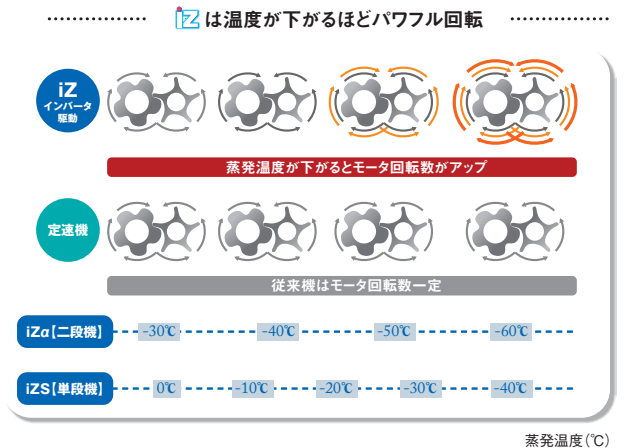 iZは温度が下がるほどパワフル回転
iZ
インバータ
駆動
蒸発温度が下がるとモータ回転数がアップ
定速機
従来機はモータ回転数一定
iZα【二段機】 -30℃ -40℃ -50℃ -60℃
iZS【単段機】 0℃ -10℃ -20℃ -30℃ -40℃
蒸発温度(℃)